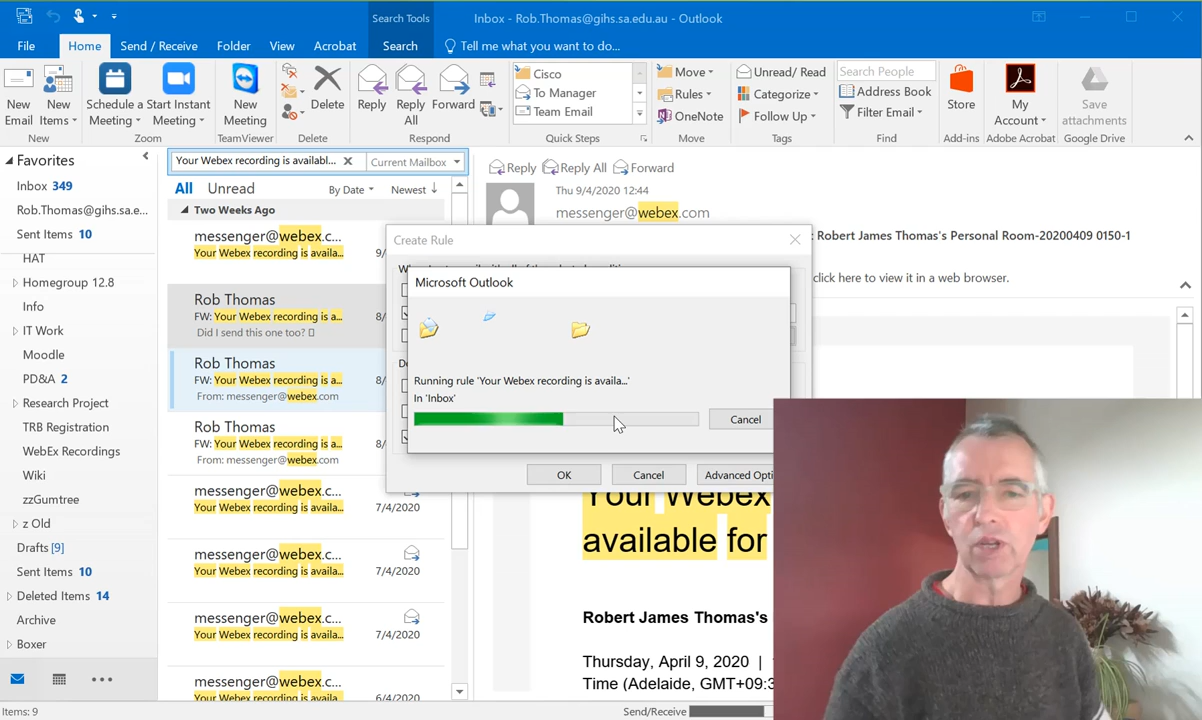 Search Tools
Inbox - Rob.Thomas@gihs.sa.edu.au - Outlook
File Home Send / Receive Folder View Acrobat Search Tell me what you want to do...
New Email
New Items
New
Schedule a Meeting
Start Instant Meeting
Zoom
New Meeting
TeamViewer
Delete
Delete
Reply
Reply All
Forward
Respond
Cisco
To Manager
Team Email
Quick Steps
Move
Rules
OneNote
Move
Unread/ Read
Categorize
Follow Up
Tags
Search People
Address Book
Filter Email
Find
Store
Add-ins
My Account
Adobe Acrobat
Save attachments
Google Drive
Favorites
Inbox 349
Rob.Thomas@gihs.sa.e...
Sent Items 10
HAT
Homegroup 12.8
Info
IT Work
Moodle
PD&A 2
Research Project
TRB Registration
WebEx Recordings
Wiki
zzGumtree
z Old
Drafts [9]
Sent Items 10
Deleted Items 14
Archive
Boxer
Items: 9
Your Webex recording is availabl...
Current Mailbox
All Unread By Date Newest
Two Weeks Ago
messenger@webex.c...
Your Webex recording is availa... 9/
Rob Thomas
FW: Your Webex recording is a... 8/
Did I send this one too?
Rob Thomas
FW: Your Webex recording is a... 8/
From: messenger@webex.com
Rob Thomas
FW: Your Webex recording is a... 8/
From: messenger@webex.com
messenger@webex.c...
Your Webex recording is availa... 7/4/2020
messenger@webex.c...
Your Webex recording is availa... 7/4/2020
messenger@webex.c...
Your Webex recording is availa... 7/4/2020
messenger@webex.c...
Your Webex recording is availa... 6/4/2020
Reply Reply All Forward
Thu 9/4/2020 12:44
messenger@webex.com
Robert James Thomas's Personal Room-20200409 0150-1
click here to view it in a web browser.
Create Rule
Microsoft Outlook
Running rule 'Your Webex recording is availa...'
In 'Inbox'
Cancel
OK Cancel Advanced Opti
Your Webex
available for
Robert James Thomas's
Thursday, April 9, 2020 |
Time (Adelaide, GMT+09:3
Send/Receive